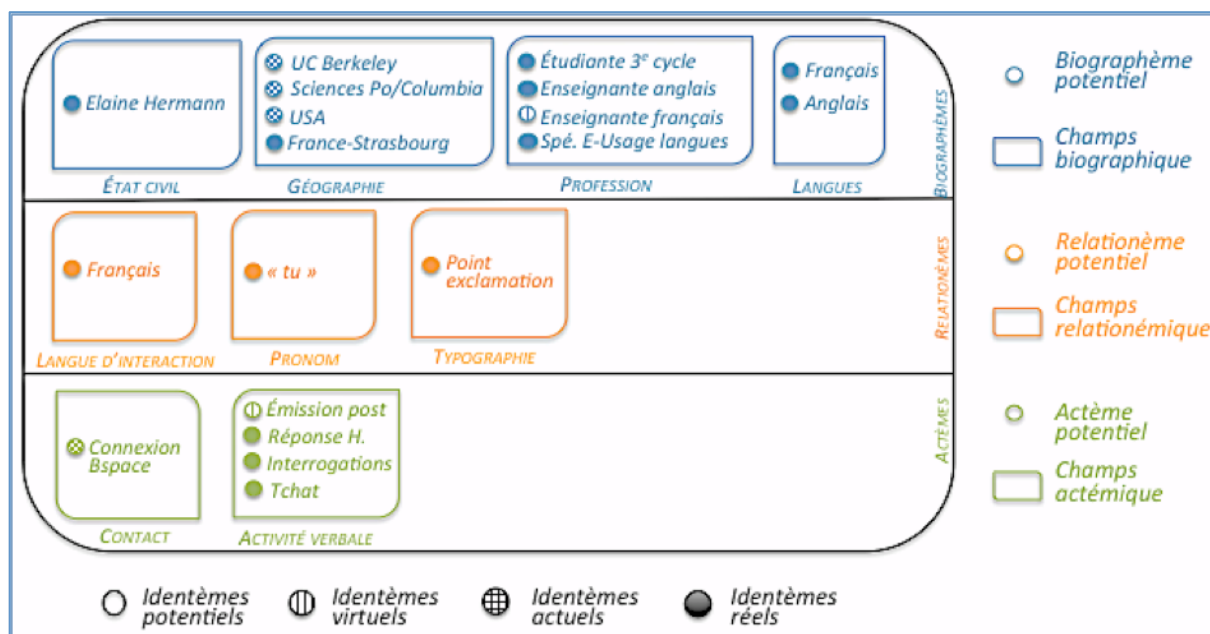 Elaine Hermann
ÉTAT CIVIL
UC Berkeley
Sciences Po/Columbia
USA
France-Strasbourg
GÉOGRAPHIE
Étudiante 3e cycle
Enseignante anglais
Enseignante français
Spé. E-Usage langues
PROFESSION
Français
Anglais
LANGUES
BIOGRAPHÈMES
Français
LANGUE D'INTERACTION
« tu »
PRONOM
Point
exclamation
TYPOGRAPHIE
RELATIONÈMES
Connexion
Bspace
CONTACT
Émission post
Réponse H.
Interrogations
Tchat
ACTIVITÉ VERBALE
ACTÈMES
Biographème
potentiel
Champs
biographique
Relationème
potentiel
Champs
relationémique
Actème
potentiel
Champs
actémique
Identèmes
potentiels
Identèmes
virtuels
Identèmes
actuels
Identèmes
réels